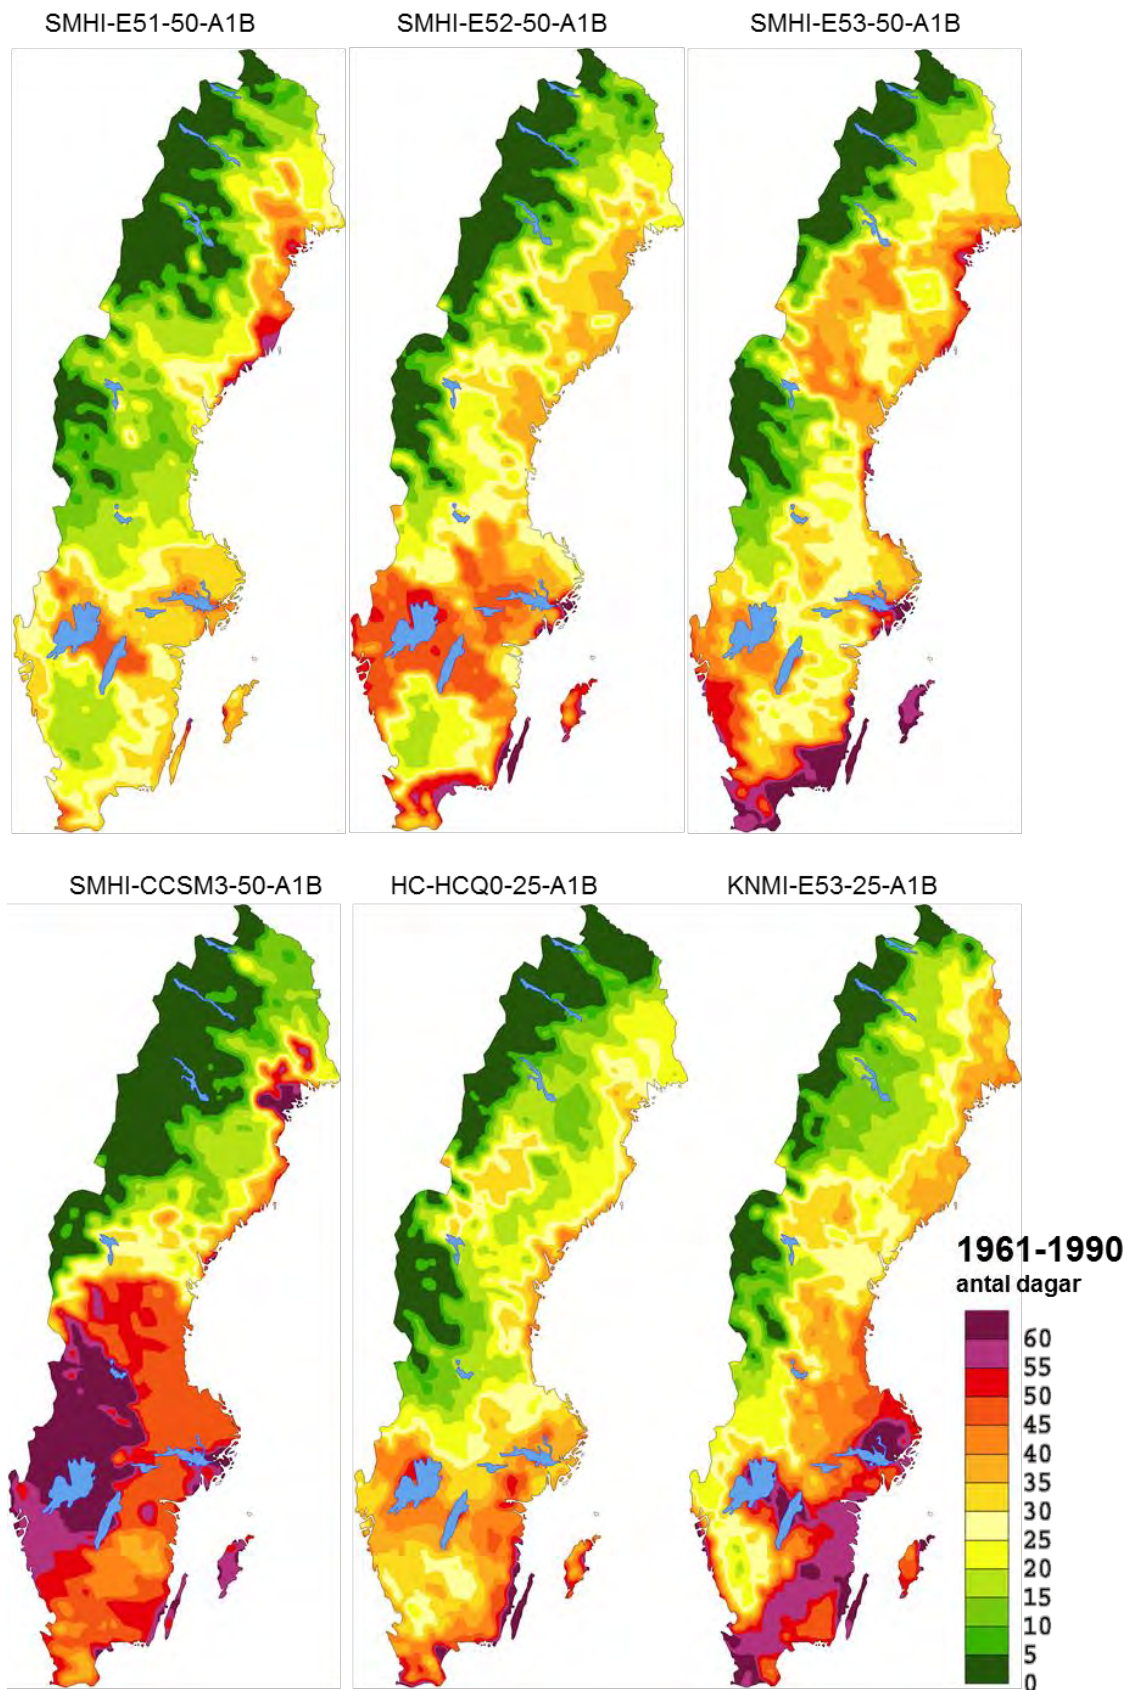 SMHI-E51-50-A1B
SMHI-E52-50-A1B
SMHI-E53-50-A1B
SMHI-CCSM3-50-A1B
HC-HCQ0-25-A1B
KNMI-E53-25-A1B
1961-1990
antal dagar
60
55
50
45
40
35
30
25
20
15
10
5
0